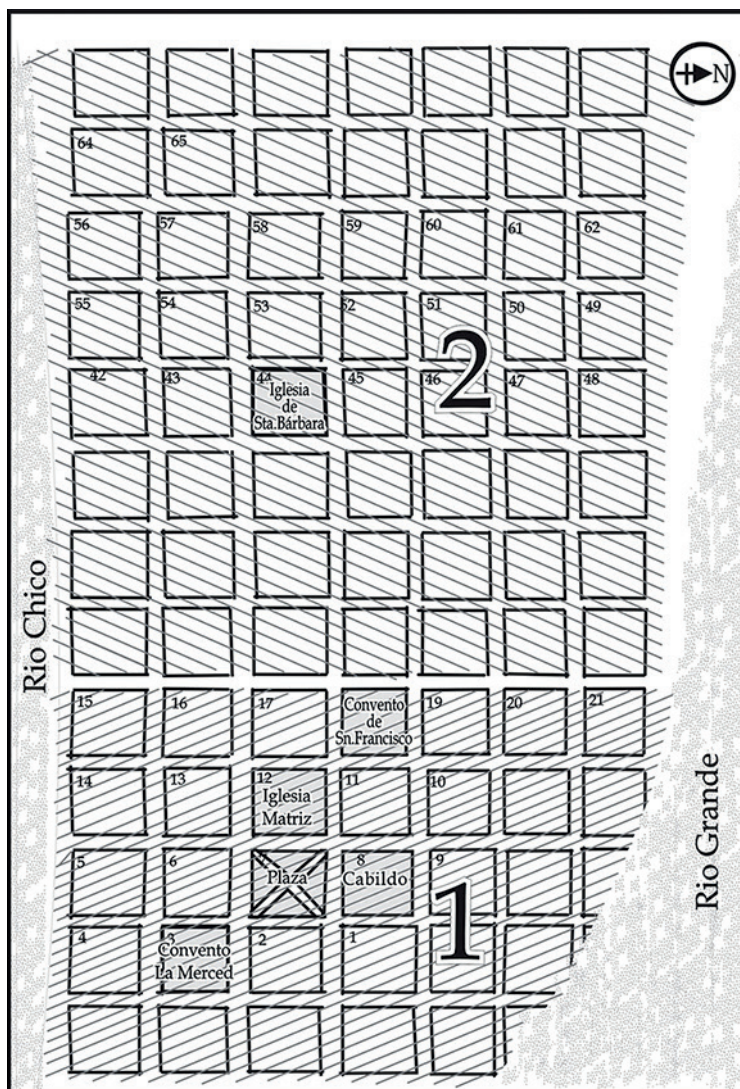 N
64
65
56
57
58
59
60
61
62
55
54
53
52
51
50
49
2
42
43
44
45
46
47
48
Iglesia
de
Sta.Bárbara
Rio Chico
15
16
17
Convento
de
Sn.Francisco
19
20
21
14
13
12
Iglesia
Matriz
11
10
Rio Grande
5
6
Plaza
8
Cabildo
9
1
4
3
Convento
La Merced
2
1